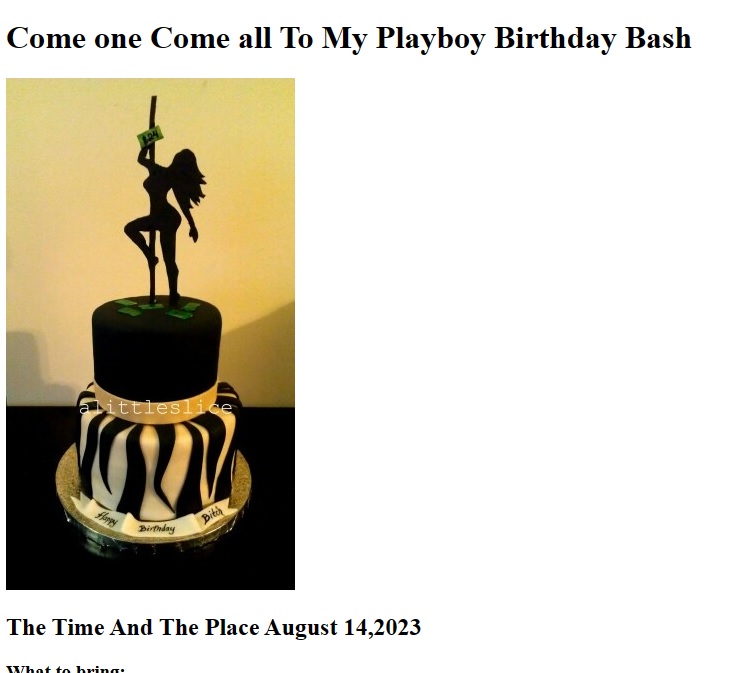 Come one Come all To My Playboy Birthday Bash
alittleslice
Happy Birthday Bitch
The Time And The Place August 14,2023
What to bring: